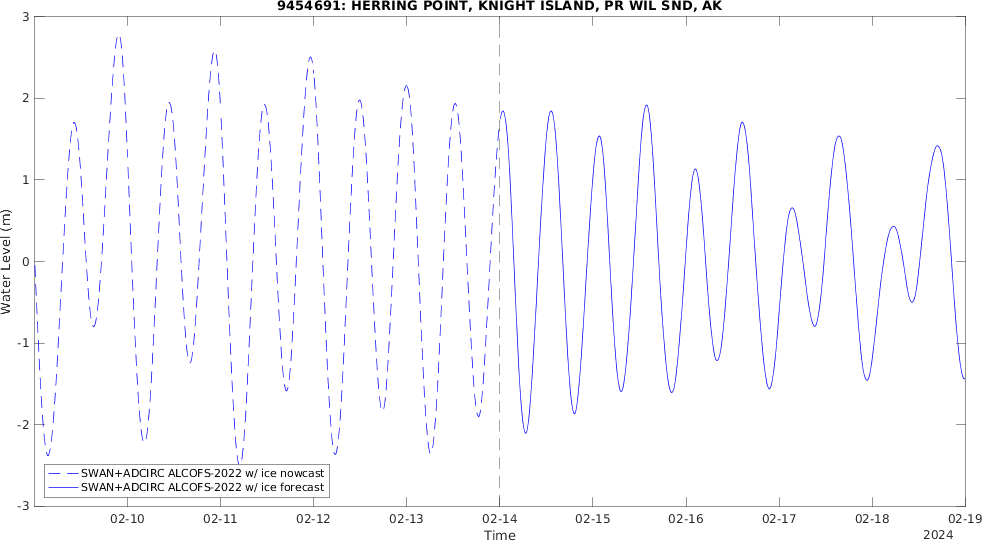 9454691: HERRING POINT, KNIGHT ISLAND, PR WIL SND, AK
3
2
1
0
-1
-2
-3
Water Level (m)
SWAN+ADCIRC ALCOFS-2022 w/ ice nowcast
SWAN+ADCIRC ALCOFS-2022 w/ ice forecast
02-10 02-11 02-12 02-13 02-14 02-15 02-16 02-17 02-18 02-19
Time
2024